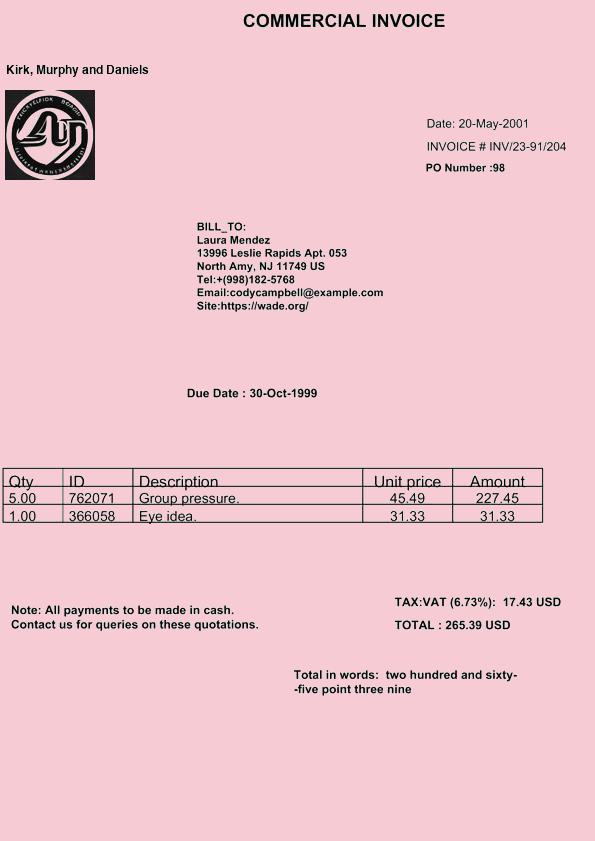 COMMERCIAL INVOICE
Kirk, Murphy and Daniels
Date: 20-May-2001
INVOICE # INV/23-91/204
PO Number :98
BILL_TO:
Laura Mendez
13996 Leslie Rapids Apt. 053
North Amy, NJ 11749 US
Tel:+(998)182-5768
Email:codycampbell@example.com
Site:https://wade.org/
Due Date : 30-Oct-1999
Qty ID Description Unit price Amount
5.00 762071 Group pressure. 45.49 227.45
1.00 366058 Eye idea. 31.33 31.33
TAX:VAT (6.73%): 17.43 USD
Note: All payments to be made in cash.
Contact us for queries on these quotations.
TOTAL : 265.39 USD
Total in words: two hundred and sixty-
-five point three nine